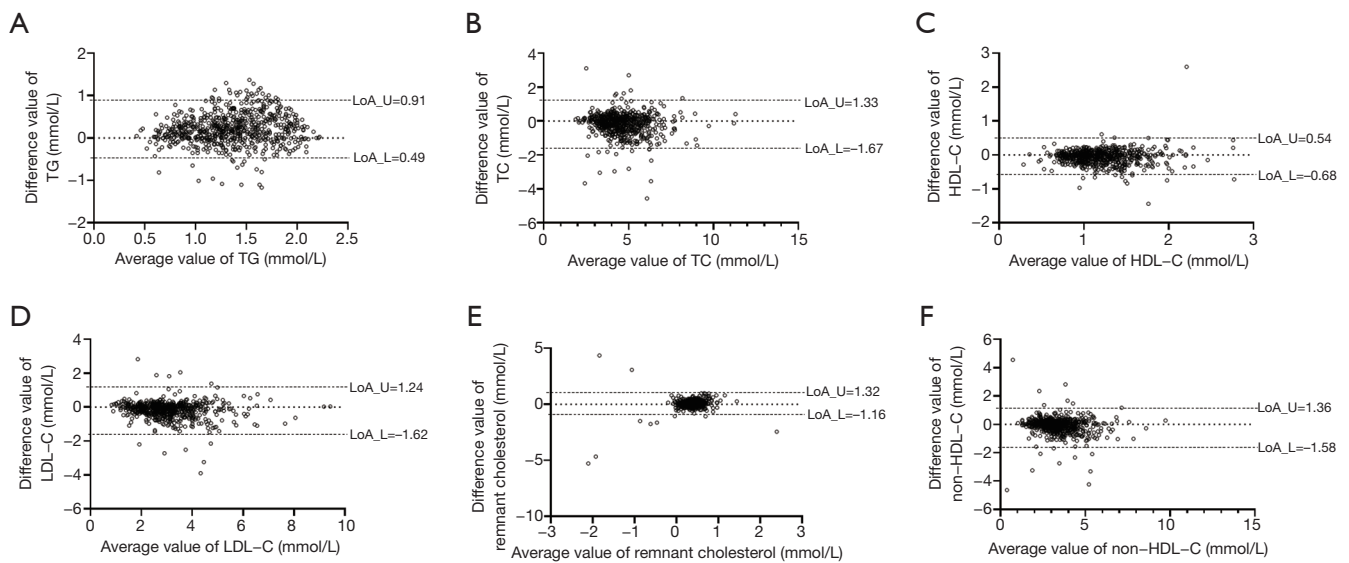 A
Difference value of
TG (mmol/L)
2
1
0
−1
−2
LoA_U=0.91
LoA_L=0.49
0.0 0.5 1.0 1.5 2.0 2.5
Average value of TG (mmol/L)
B
Difference value of
TC (mmol/L)
4
2
0
−2
−4
−6
LoA_U=1.33
LoA_L=−1.67
0 5 10 15
Average value of TC (mmol/L)
C
Difference value of
HDL−C (mmol/L)
3
2
1
0
−1
−2
LoA_U=0.54
LoA_L=−0.68
0 1 2 3
Average value of HDL−C (mmol/L)
D
Difference value of
LDL−C (mmol/L)
4
2
0
−2
−4
−6
LoA_U=1.24
LoA_L=−1.62
0 2 4 6 8 10
Average value of LDL−C (mmol/L)
E
Difference value of
remnant cholesterol (mmol/L)
5
0
−5
−10
LoA_U=1.32
LoA_L=−1.16
−3 −2 −1 0 1 2 3
Average value of remnant cholesterol (mmol/L)
F
Difference value of
non−HDL−C (mmol/L)
6
4
2
0
−2
−4
−6
LoA_U=1.36
LoA_L=−1.58
0 5 10 15
Average value of non−HDL−C (mmol/L)